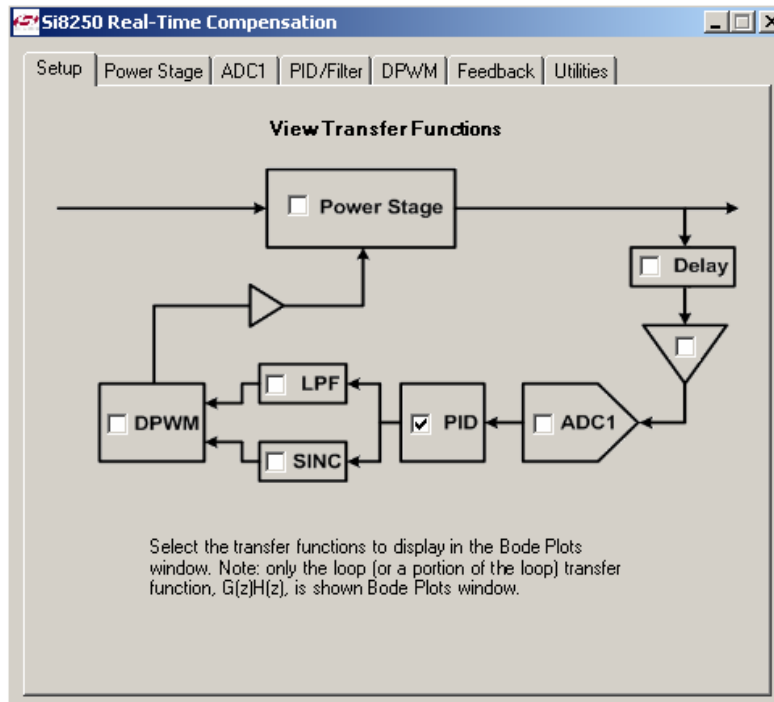 Si8250 Real-Time Compensation
Setup
Power Stage
ADC1
PID/Filter
DPWM
Feedback
Utilities
View Transfer Functions
Power Stage
Delay
LPF
DPWM
PID
ADC1
SINC
Select the transfer functions to display in the Bode Plots
window. Note: only the loop (or a portion of the loop) transfer
function, G(z)H(z), is shown Bode Plots window.